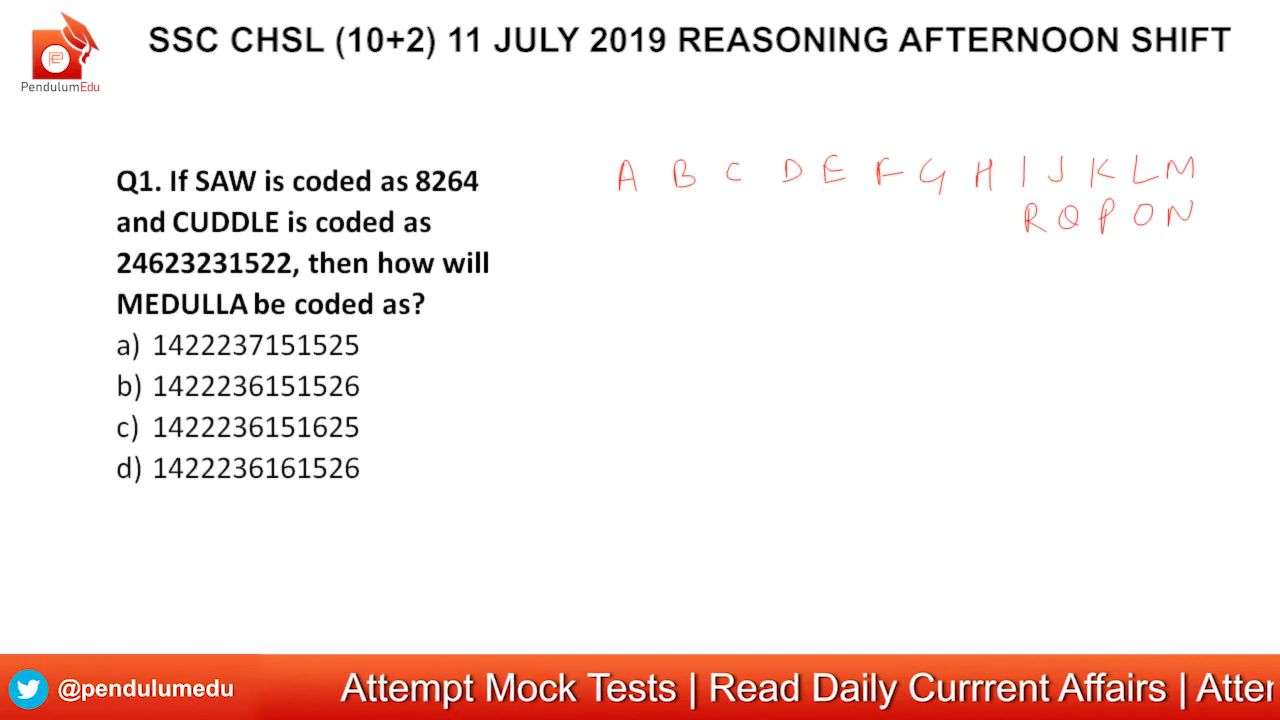 SSC CHSL (10+2) 11 JULY 2019 REASONING AFTERNOON SHIFT
PendulumEdu
Q1. If SAW is coded as 8264
and CUDDLE is coded as
24623231522, then how will
MEDULLA be coded as?
a) 1422237151525
b) 1422236151526
c) 1422236151625
d) 1422236161526
A B C D E F G H I J K L M
R Q P O N
@pendulumedu
Attempt Mock Tests | Read Daily Currrent Affairs | Atter